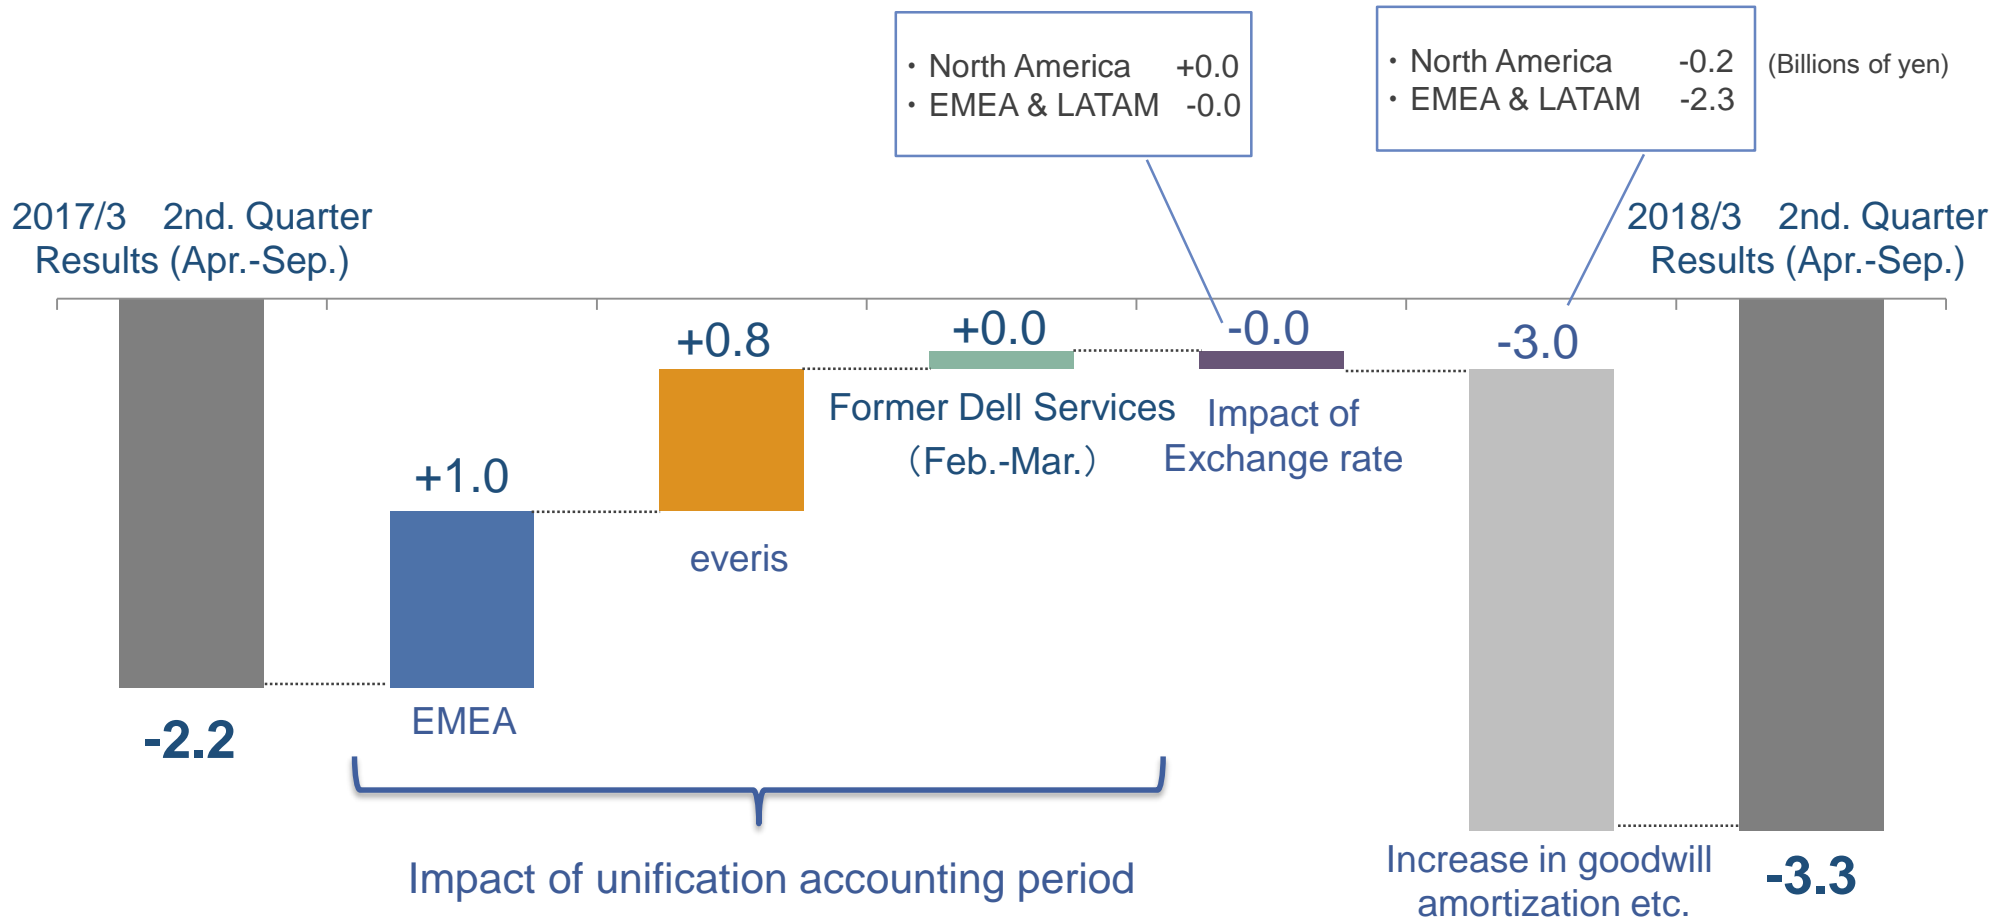 ・North America +0.0
・EMEA & LATAM -0.0
・North America -0.2
・EMEA & LATAM -2.3
(Billions of yen)
2017/3 2nd. Quarter
Results (Apr.-Sep.)
2018/3 2nd. Quarter
Results (Apr.-Sep.)
+0.8
+0.0
-0.0
-3.0
Former Dell Services
（Feb.-Mar.）
Impact of
Exchange rate
+1.0
everis
EMEA
-2.2
Impact of unification accounting period
Increase in goodwill
amortization etc.
-3.3